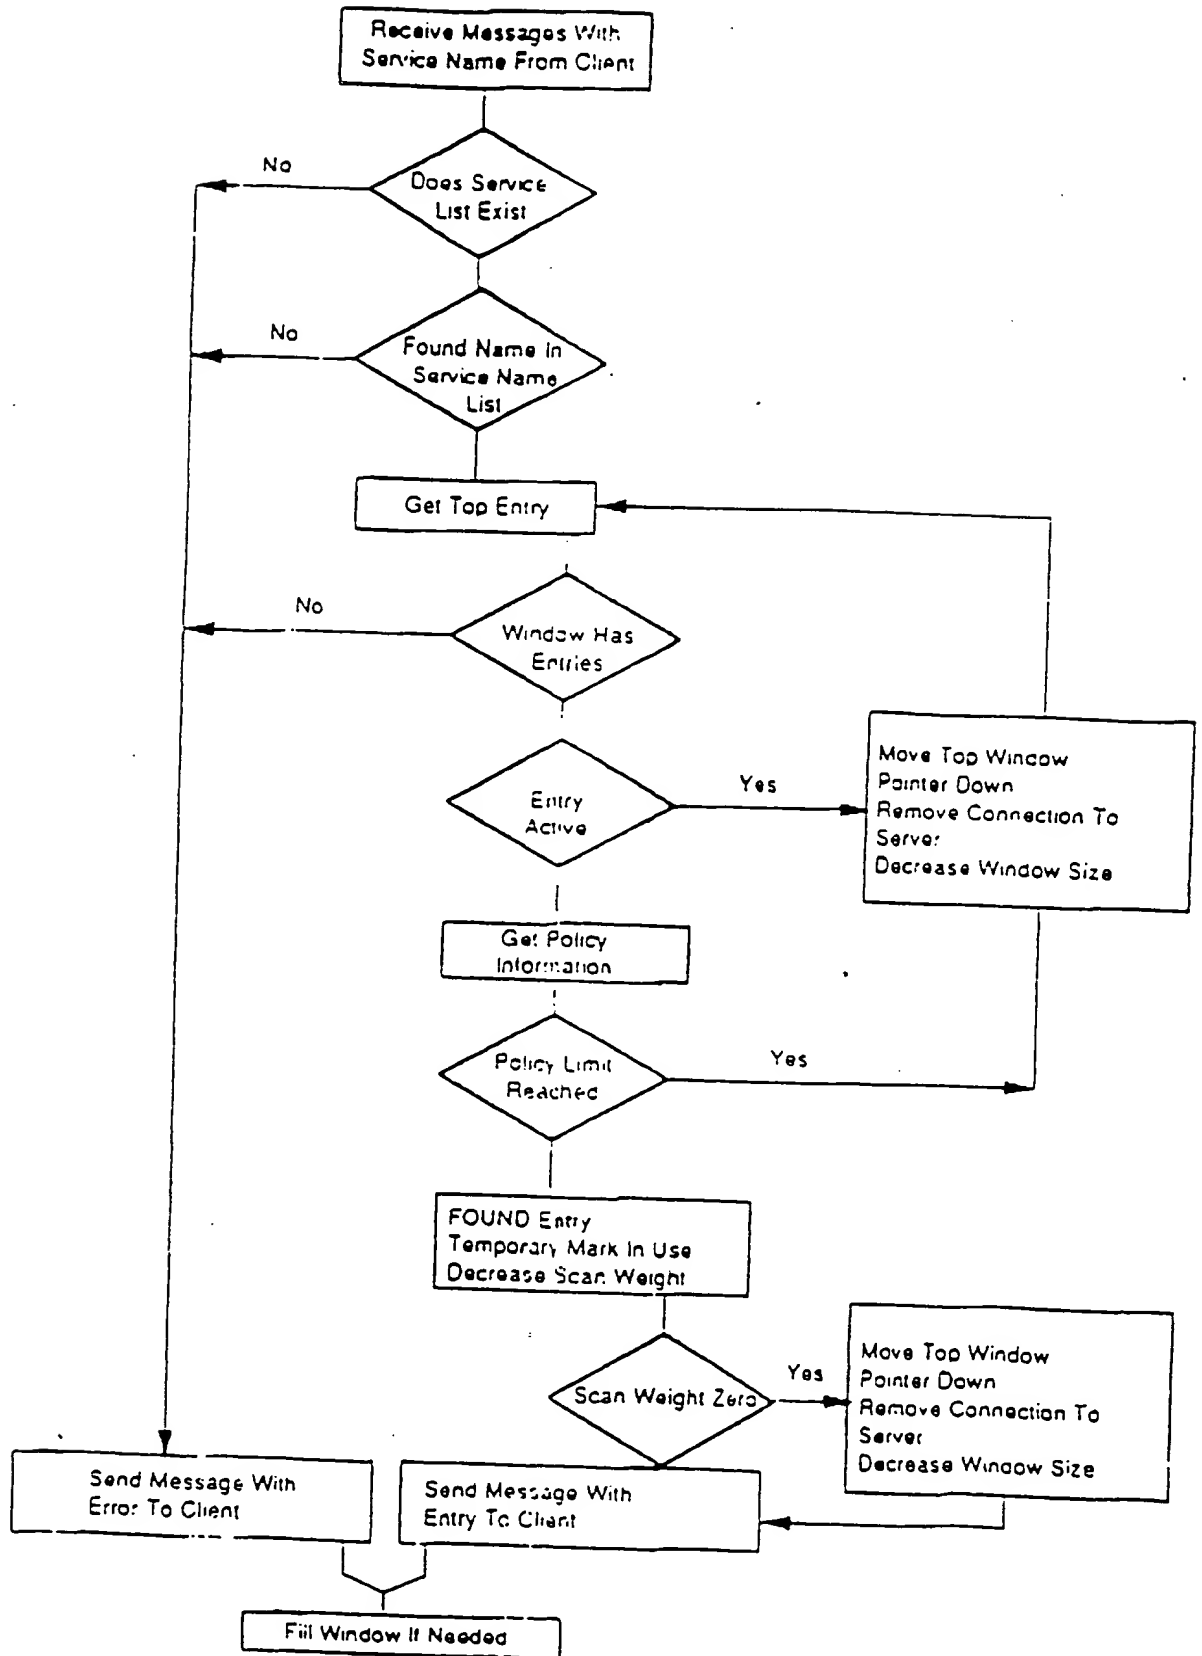 Receive Messages With
Service Name From Client
No
Does Service
List Exist
No
Found Name In
Service Name
List
Get Top Entry
No
Window Has
Entries
Entry
Active
Yes
Move Top Window
Pointer Down
Remove Connection To
Server
Decrease Window Size
Get Policy
Information
Policy Limit
Reached
Yes
FOUND Entry
Temporary Mark In Use
Decrease Scan Weight
Scan Weight Zero
Yes
Move Top Window
Pointer Down
Remove Connection To
Server
Decrease Window Size
Send Message With
Error To Client
Send Message With
Entry To Client
Fill Window If Needed